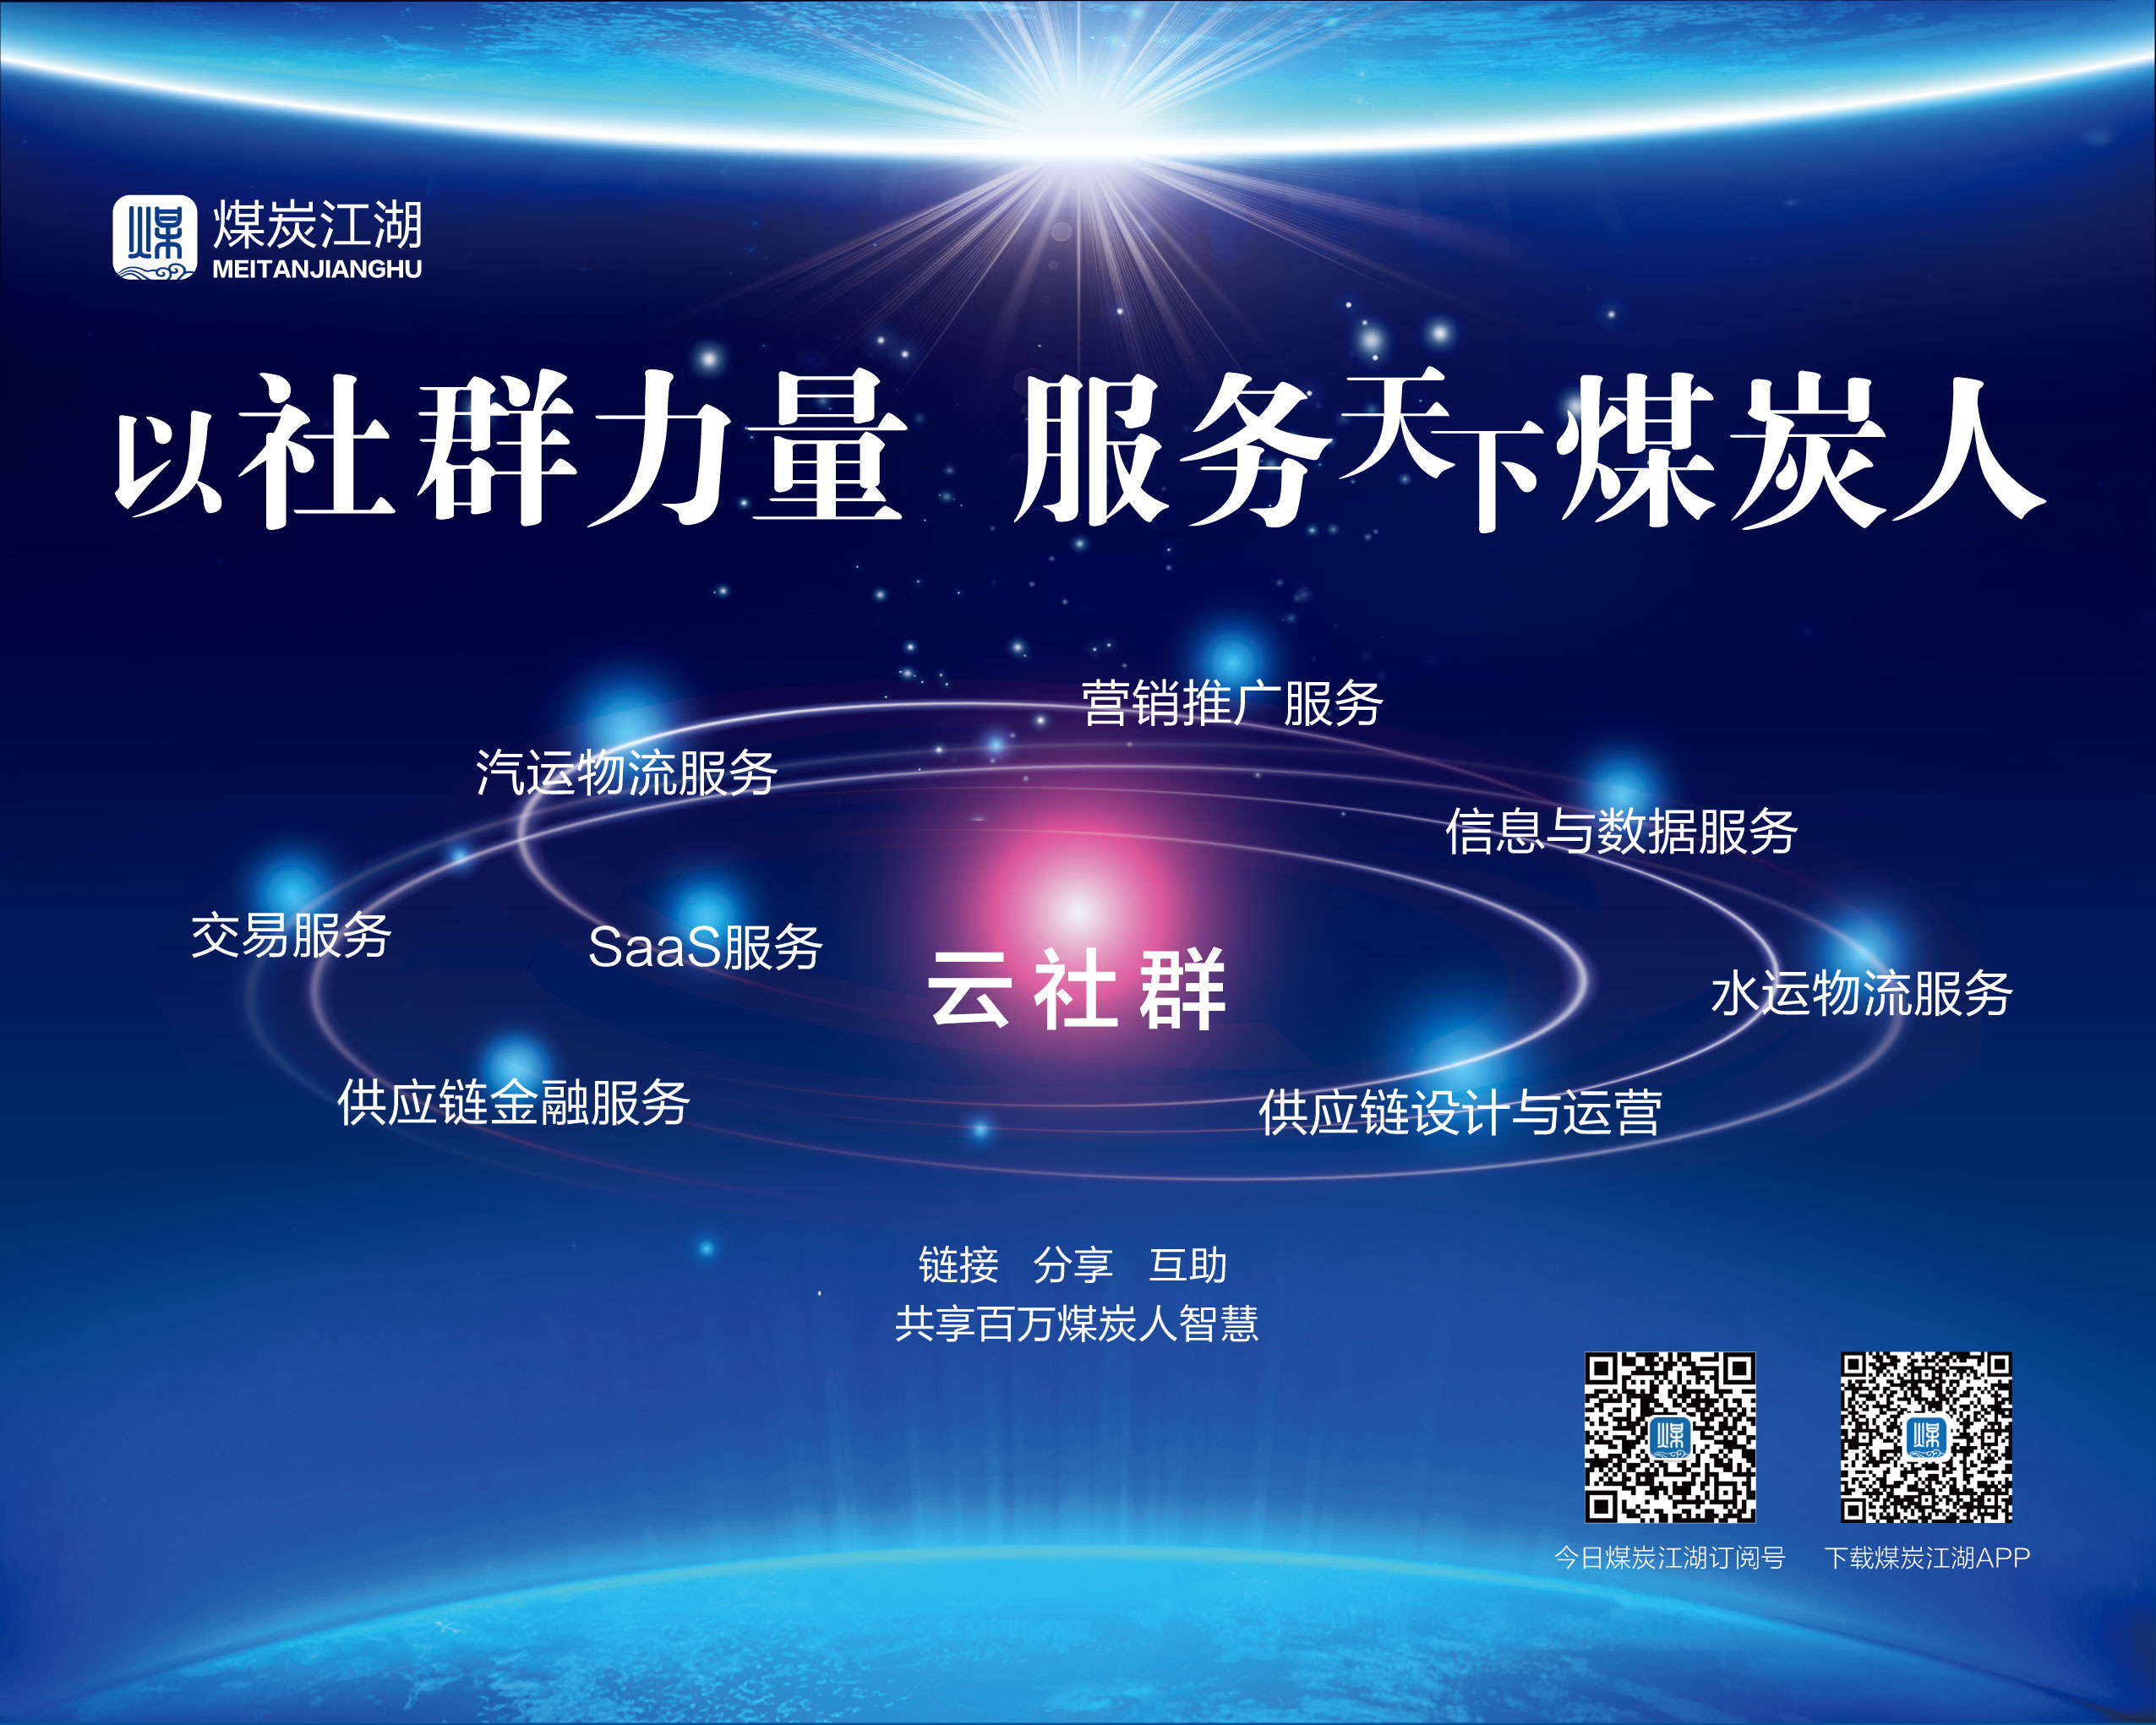 煤炭江湖
MEITANJIANGHU
以社群力量 服务天下煤炭人
营销推广服务
汽运物流服务
信息与数据服务
交易服务
SaaS服务
云社群
水运物流服务
供应链金融服务
供应链设计与运营
链接 分享 互助
共享百万煤炭人智慧
今日煤炭江湖订阅号
下载煤炭江湖APP